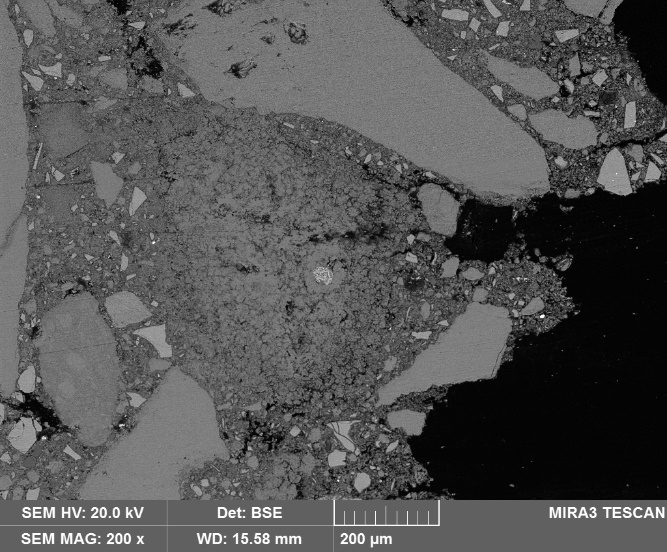 SEM HV: 20.0 kV Det: BSE MIRA3 TESCAN
SEM MAG: 200 x WD: 15.58 mm 200 μm